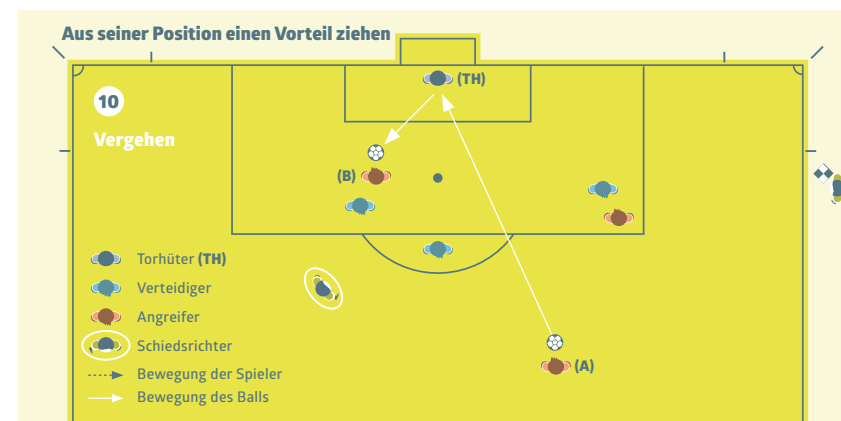 Aus seiner Position einen Vorteil ziehen
(TH)
10
Vergehen
(B)
Torhüter (TH)
Verteidiger
Angreifer
Schiedsrichter
(A)
Bewegung der Spieler
Bewegung des Balls